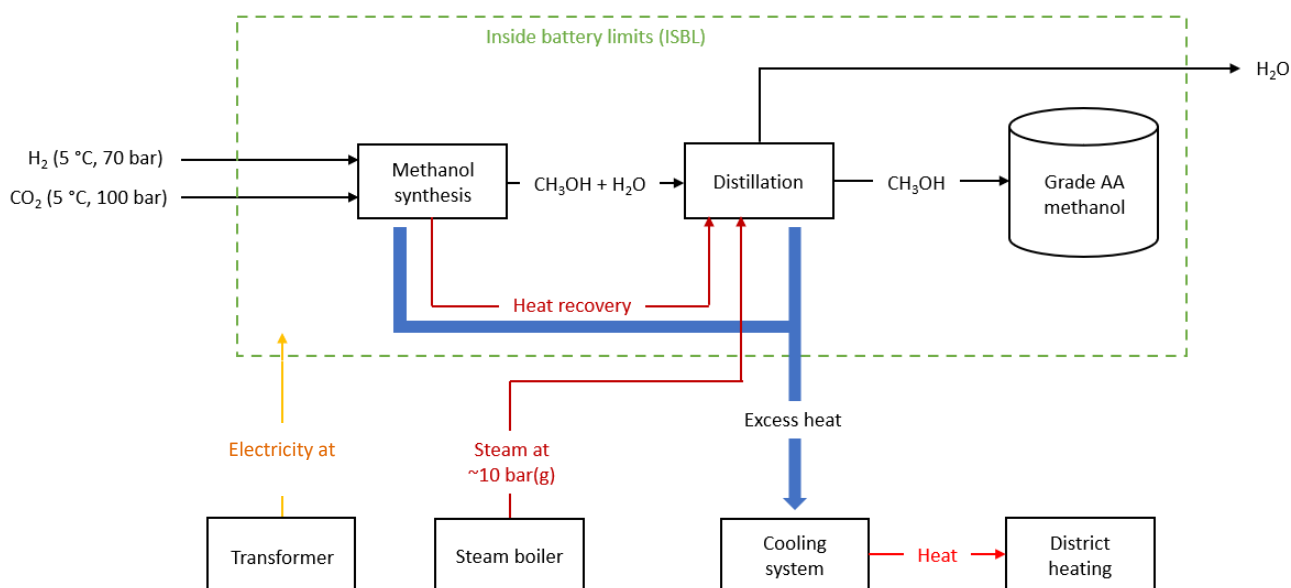 Inside battery limits (ISBL)
H₂O
H₂ (5 °C, 70 bar)
CO₂ (5 °C, 100 bar)
Methanol
synthesis
CH₃OH + H₂O
Distillation
CH₃OH
Grade AA
methanol
Heat recovery
Excess heat
Electricity at
Steam at
~10 bar(g)
Transformer
Steam boiler
Cooling
system
Heat
District
heating